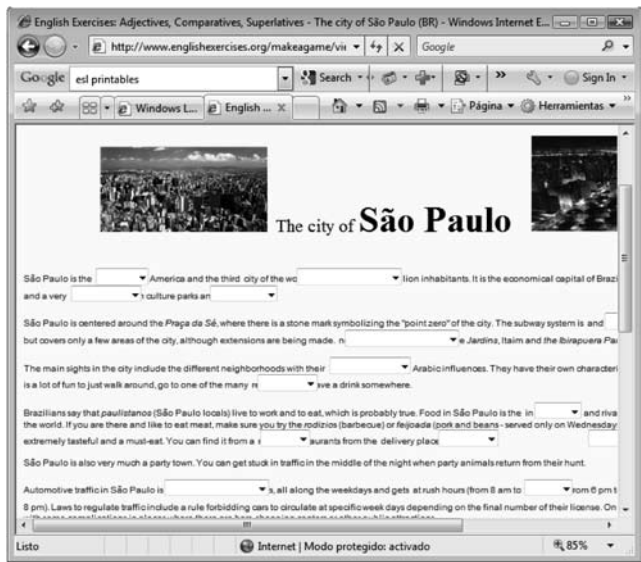 English Exercises: Adjectives, Comparatives, Superlatives - The city of São Paulo (BR) - Windows Internet E...
http://www.englishexercises.org/makeagame/vie
Google
Google esl printables Search Sign In
Windows L... English ... Página Herramientas
The city of São Paulo
São Paulo is the America and the third city of the wo lion inhabitants. It is the economical capital of Brazi
and a very culture parks an
São Paulo is centered around the Praça da Sé, where there is a stone mark symbolizing the "point zero" of the city. The subway system is and
but covers only a few areas of the city, although extensions are being made. n e Jardins, Itaim and the Ibirapuera Par
The main sights in the city include the different neighborhoods with their Arabic influences. They have their own characteri
is a lot of fun to just walk around, go to one of the many re ave a drink somewhere.
Brazilians say that paulistanos (São Paulo locals) live to work and to eat, which is probably true. Food in São Paulo is the in and riva
the world. If you are there and like to eat meat, make sure you try the rodizios (barbecue) or feijoada (pork and beans - served only on Wednesday
extremely tasteful and a must-eat. You can find it from a aurants from the delivery place
São Paulo is also very much a party town. You can get stuck in traffic in the middle of the night when party animals return from their hunt.
Automotive traffic in São Paulo is s, all along the weekdays and gets at rush hours (from 8 am to rom 6 pm t
8 pm). Laws to regulate traffic include a rule forbidding cars to circulate at specific week days depending on the final number of their license. On
Listo Internet | Modo protegido: activado 85%